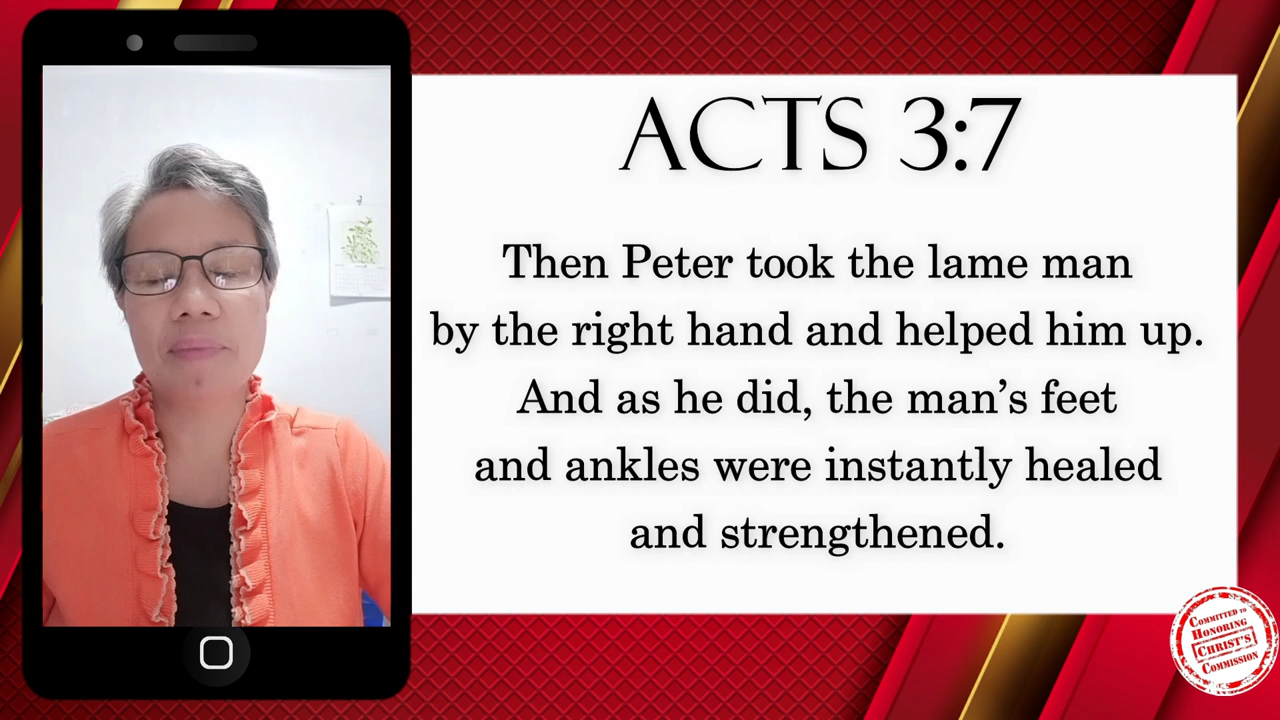 ACTS 3:7
Then Peter took the lame man
by the right hand and helped him up.
And as he did, the man’s feet
and ankles were instantly healed
and strengthened.
COMMITTED TO
HONORING
CHRIST'S
COMMISSION